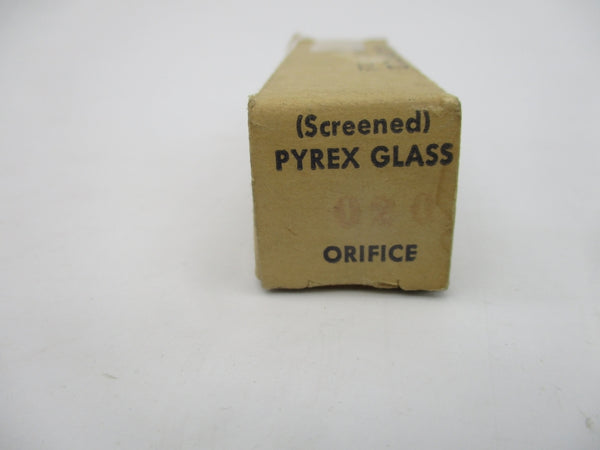 (Screened)
PYREX GLASS
ORIFICE